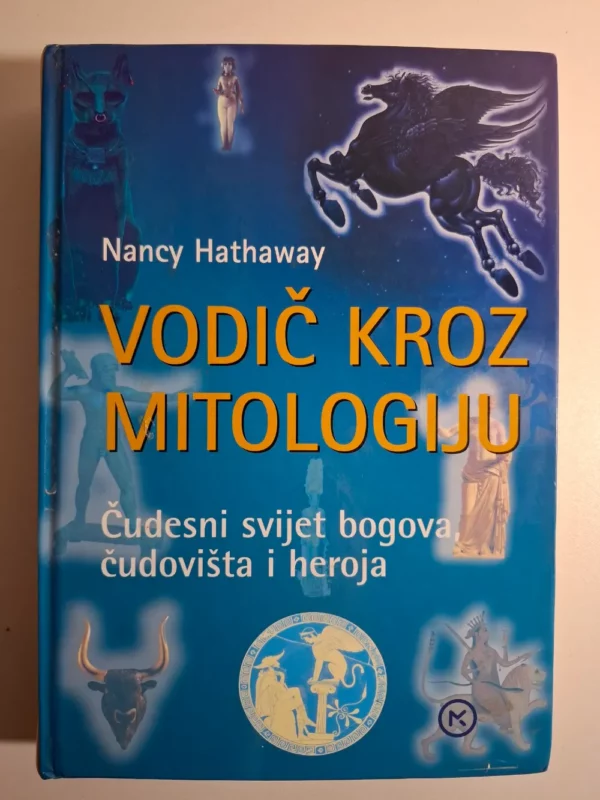 Nancy Hathaway
VODIČ KROZ
MITOLOGIJU
Čudesni svijet bogova,
čudovišta i heroja